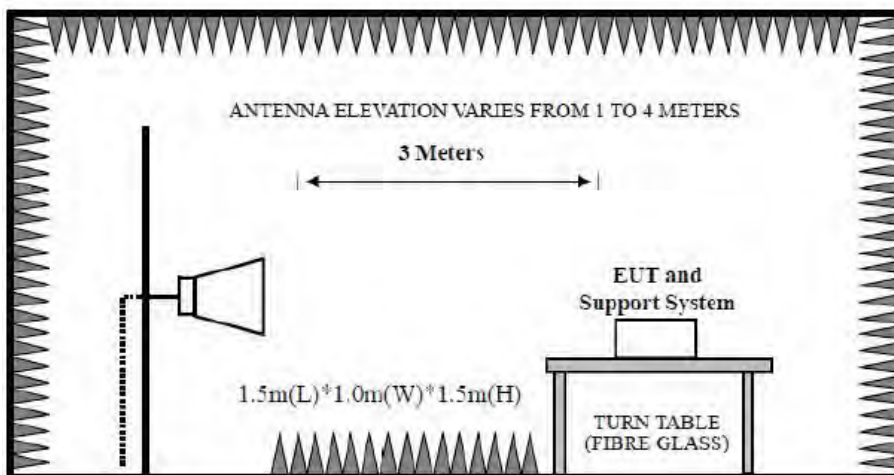 ANTENNA ELEVATION VARIES FROM 1 TO 4 METERS
3 Meters
EUT and
Support System
1.5m(L)*1.0m(W)*1.5m(H)
TURN TABLE
(FIBRE GLASS)